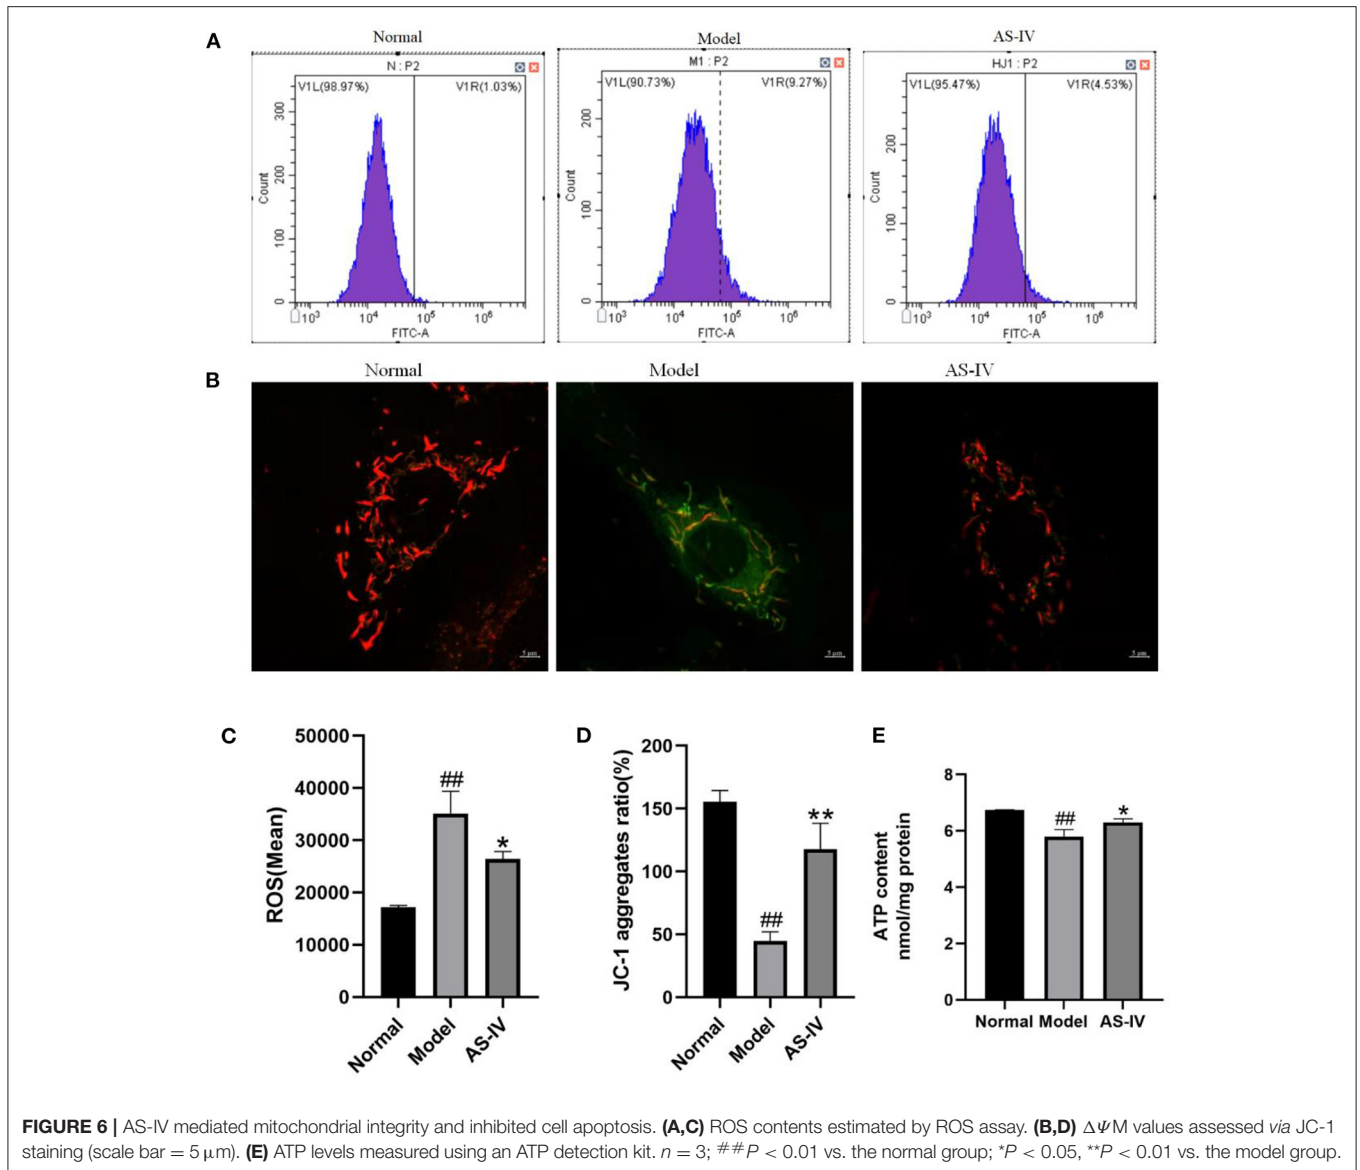 A
Normal
Model
AS-IV
N : P2
V1L(98.97%)
V1R(1.03%)
Count
0
100
200
300
10³
10⁴
10⁵
10⁶
FITC-A
M1 : P2
V1L(90.73%)
V1R(9.27%)
Count
0
100
200
10³
10⁴
10⁵
10⁶
FITC-A
HJ1 : P2
V1L(95.47%)
V1R(4.53%)
Count
0
100
200
10³
10⁴
10⁵
10⁶
FITC-A
B
Normal
Model
AS-IV
5 μm
5 μm
5 μm
C
ROS(Mean)
50000
40000
30000
20000
10000
0
##
*
Normal
Model
AS-IV
D
JC-1 aggregates ratio(%)
200
150
100
50
0
##
**
Normal
Model
AS-IV
E
ATP content
nmol/mg protein
8
6
4
2
0
##
*
Normal Model AS-IV
FIGURE 6 | AS-IV mediated mitochondrial integrity and inhibited cell apoptosis. (A,C) ROS contents estimated by ROS assay. (B,D) ΔΨM values assessed via JC-1
staining (scale bar = 5 μm). (E) ATP levels measured using an ATP detection kit. n = 3; ##P < 0.01 vs. the normal group; *P < 0.05, **P < 0.01 vs. the model group.